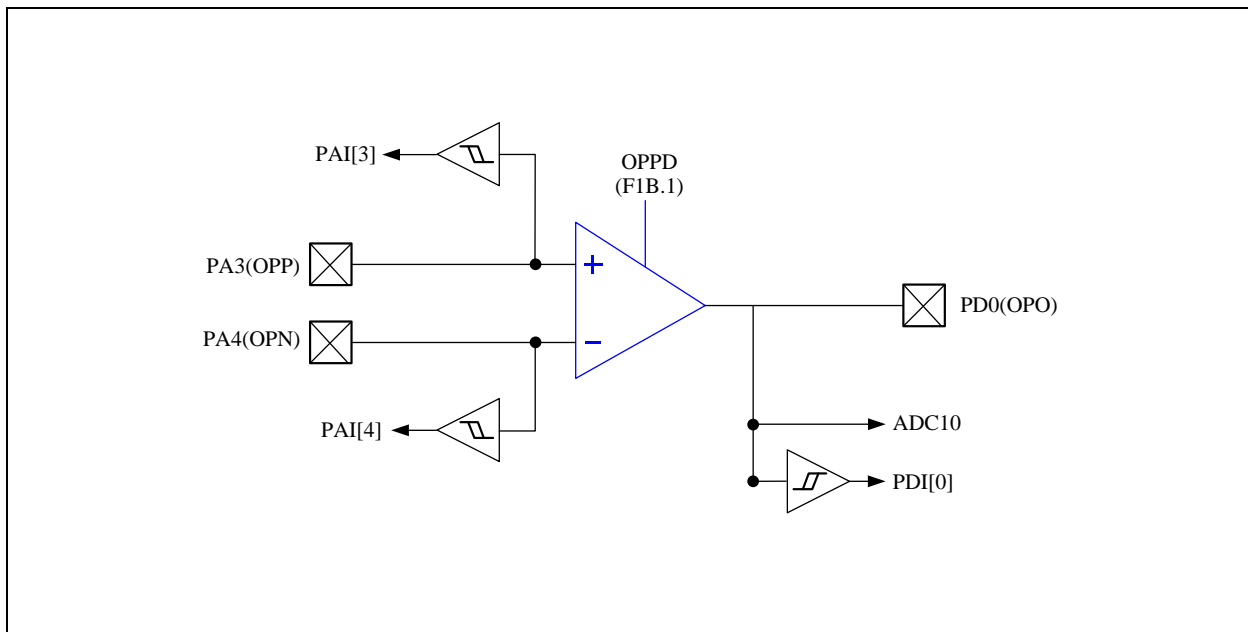 PAI[3]
OPPD
(F1B.1)
PA3(OPP)
+
PD0(OPO)
PA4(OPN)
−
ADC10
PAI[4]
PDI[0]